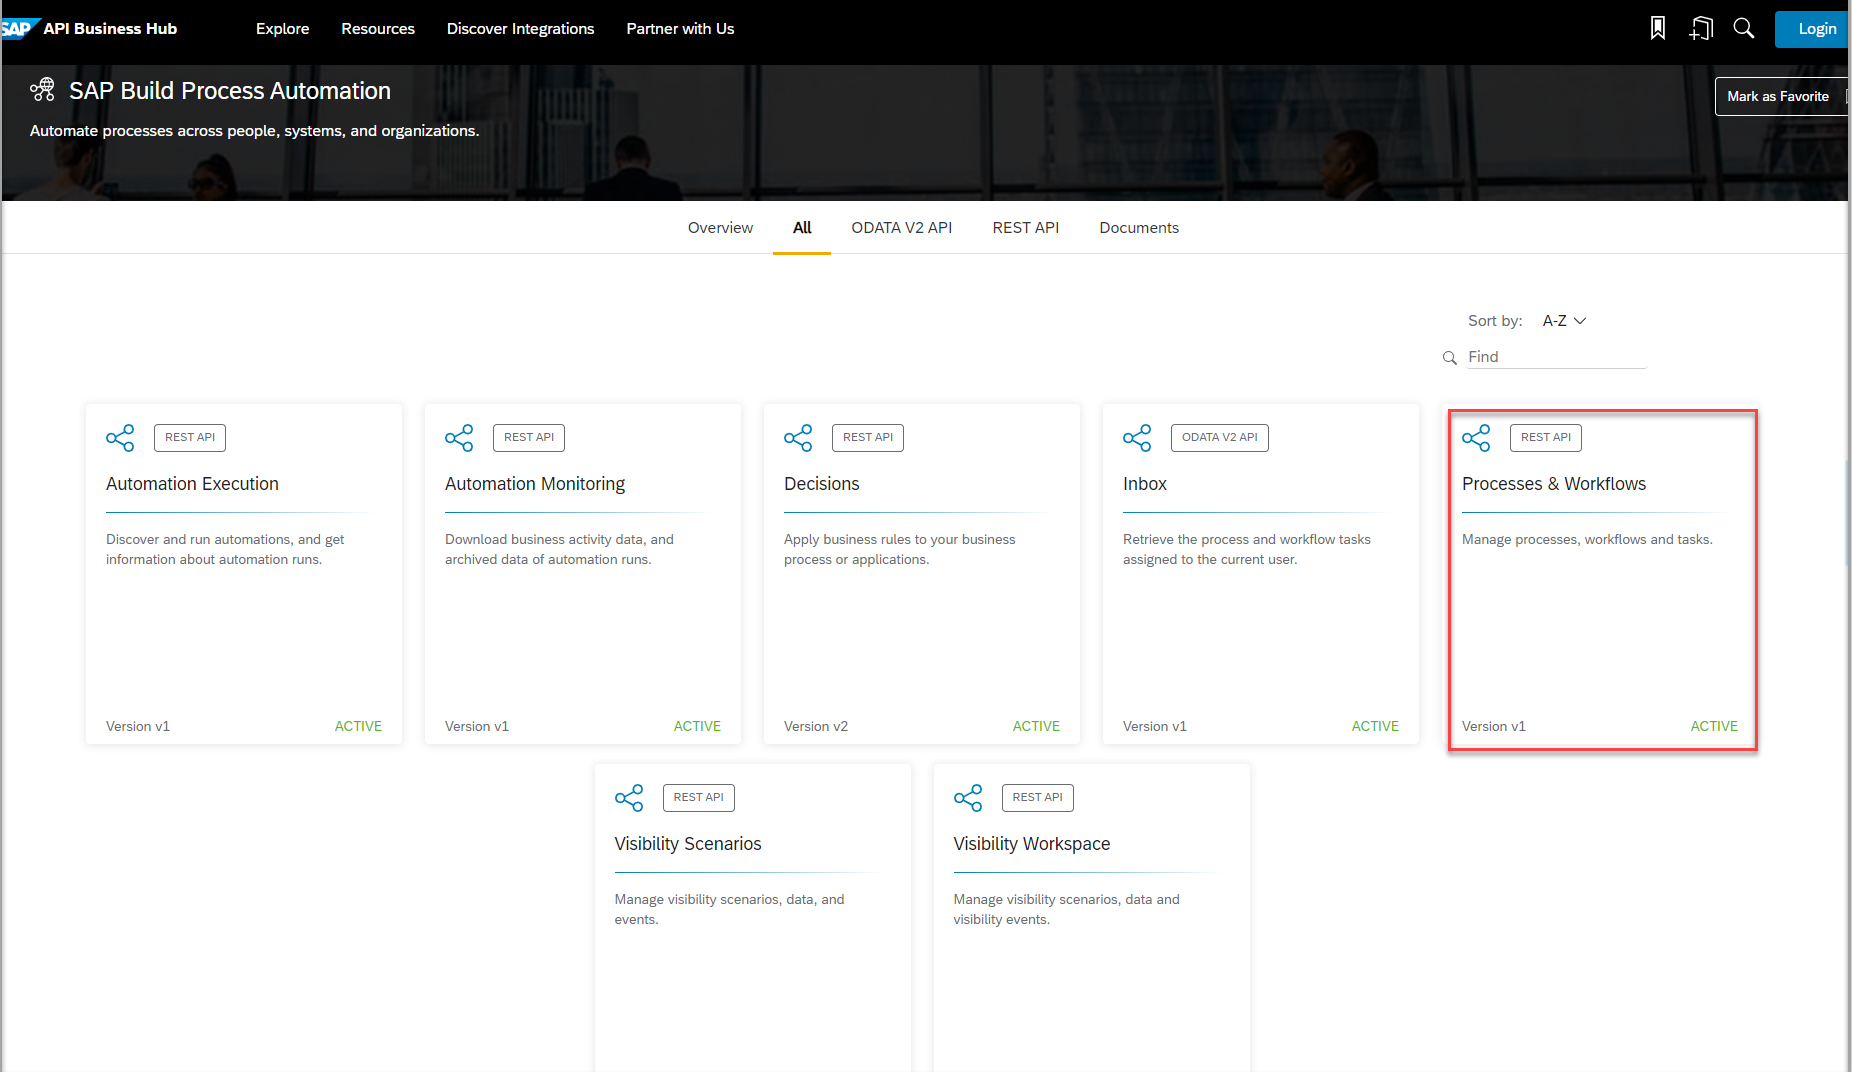 SAP API Business Hub Explore Resources Discover Integrations Partner with Us Login
SAP Build Process Automation
Mark as Favorite
Automate processes across people, systems, and organizations.
Overview All ODATA V2 API REST API Documents
Sort by: A-Z
Find
REST API
Automation Execution
Discover and run automations, and get
information about automation runs.
Version v1 ACTIVE
REST API
Automation Monitoring
Download business activity data, and
archived data of automation runs.
Version v1 ACTIVE
REST API
Decisions
Apply business rules to your business
process or applications.
Version v2 ACTIVE
ODATA V2 API
Inbox
Retrieve the process and workflow tasks
assigned to the current user.
Version v1 ACTIVE
REST API
Processes & Workflows
Manage processes, workflows and tasks.
Version v1 ACTIVE
REST API
Visibility Scenarios
Manage visibility scenarios, data, and
events.
REST API
Visibility Workspace
Manage visibility scenarios, data and
visibility events.